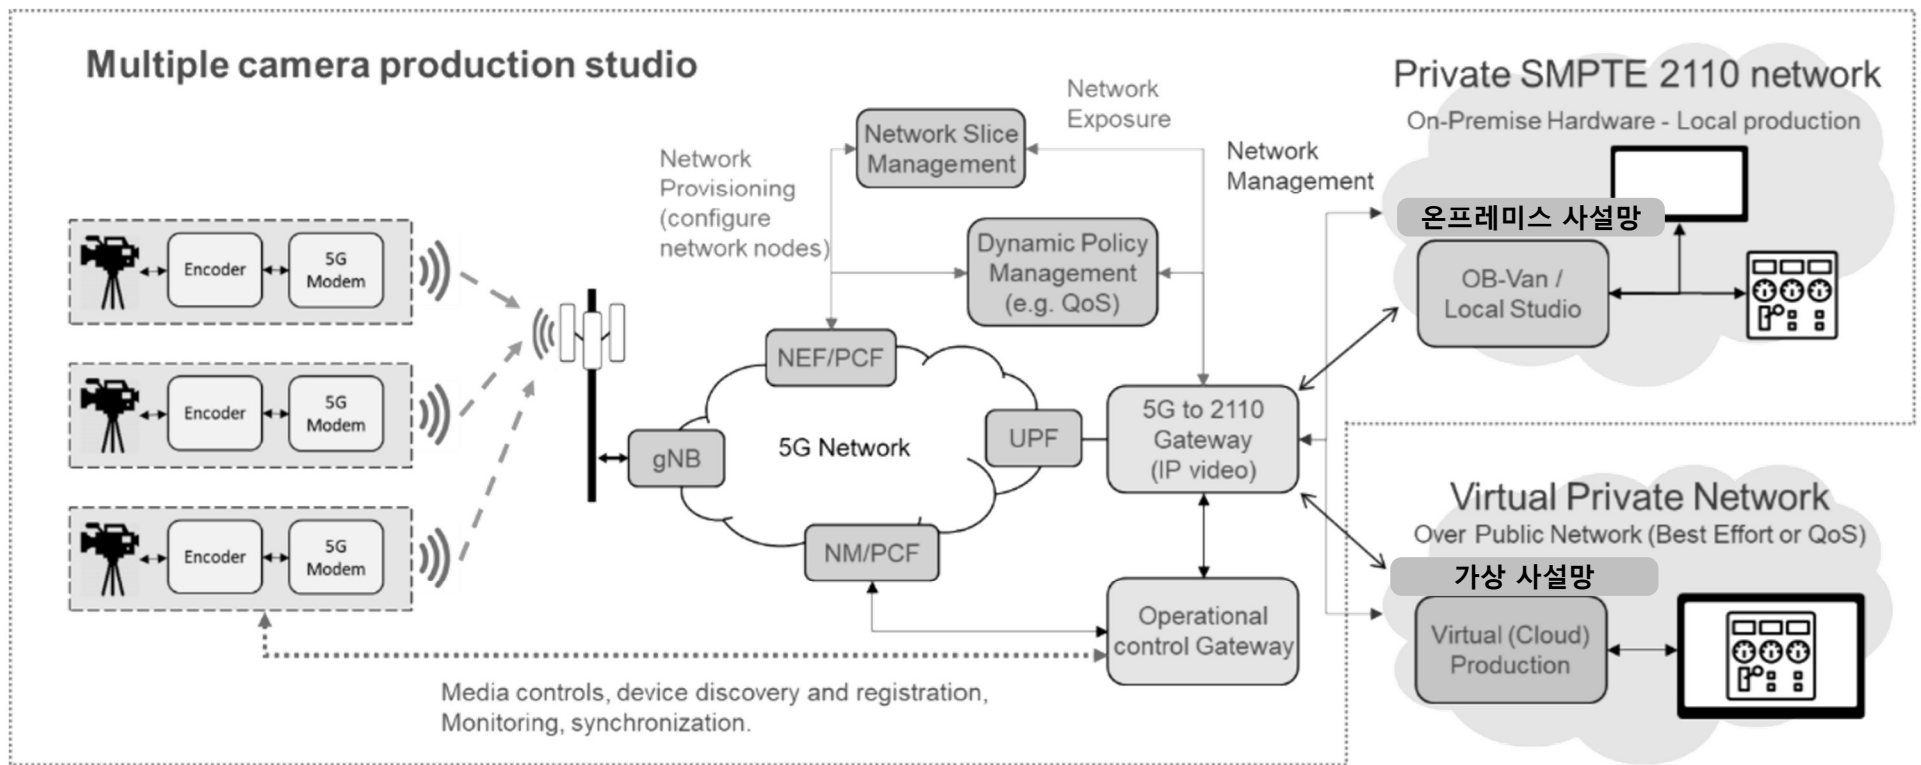 Multiple camera production studio
Private SMPTE 2110 network
On-Premise Hardware - Local production
Network
Exposure
Network Slice
Management
Network
Management
Network
Provisioning
(configure
network nodes)
온프레미스 사설망
Dynamic Policy
Management
(e.g. QoS)
OB-Van /
Local Studio
Encoder
5G
Modem
NEF/PCF
Encoder
5G
Modem
5G to 2110
Gateway
(IP video)
UPF
5G Network
gNB
Virtual Private Network
Over Public Network (Best Effort or QoS)
Encoder
5G
Modem
NM/PCF
가상 사설망
Operational
control Gateway
Virtual (Cloud)
Production
Media controls, device discovery and registration,
Monitoring, synchronization.